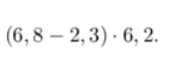 (6,8 − 2,3) · 6,2.